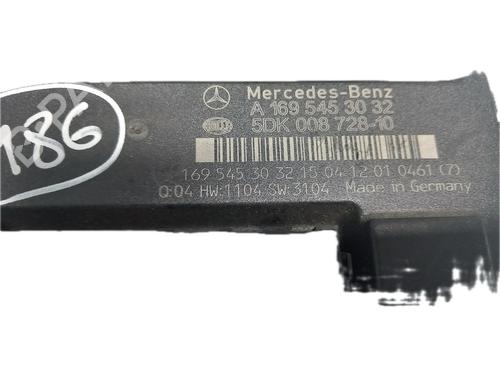 Mercedes-Benz
A 169 545 30 32
5DK 008 728-10
169 545 30 32 15 04 12 01 0461 (7)
Q:04 HW:1104 SW:3104 Made in Germany
186